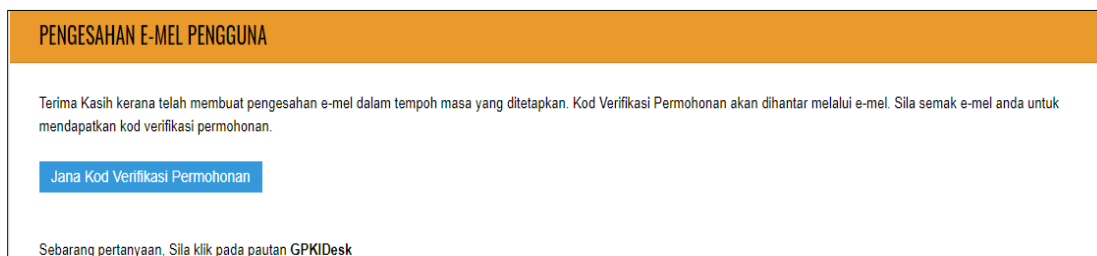 PENGESAHAN E-MEL PENGGUNA
Terima Kasih kerana telah membuat pengesahan e-mel dalam tempoh masa yang ditetapkan. Kod Verifikasi Permohonan akan dihantar melalui e-mel. Sila semak e-mel anda untuk
mendapatkan kod verifikasi permohonan.
Jana Kod Verifikasi Permohonan
Sebarang pertanyaan, Sila klik pada pautan GPKIDesk